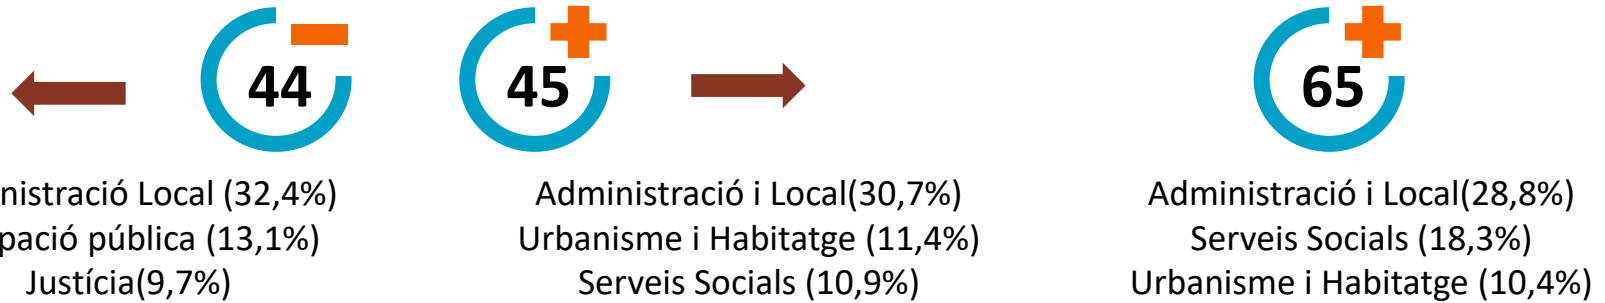 44
45
65
nistració Local (32,4%)
pació pública (13,1%)
Justícia(9,7%)
Administració i Local(30,7%)
Urbanisme i Habitatge (11,4%)
Serveis Socials (10,9%)
Administració i Local(28,8%)
Serveis Socials (18,3%)
Urbanisme i Habitatge (10,4%)